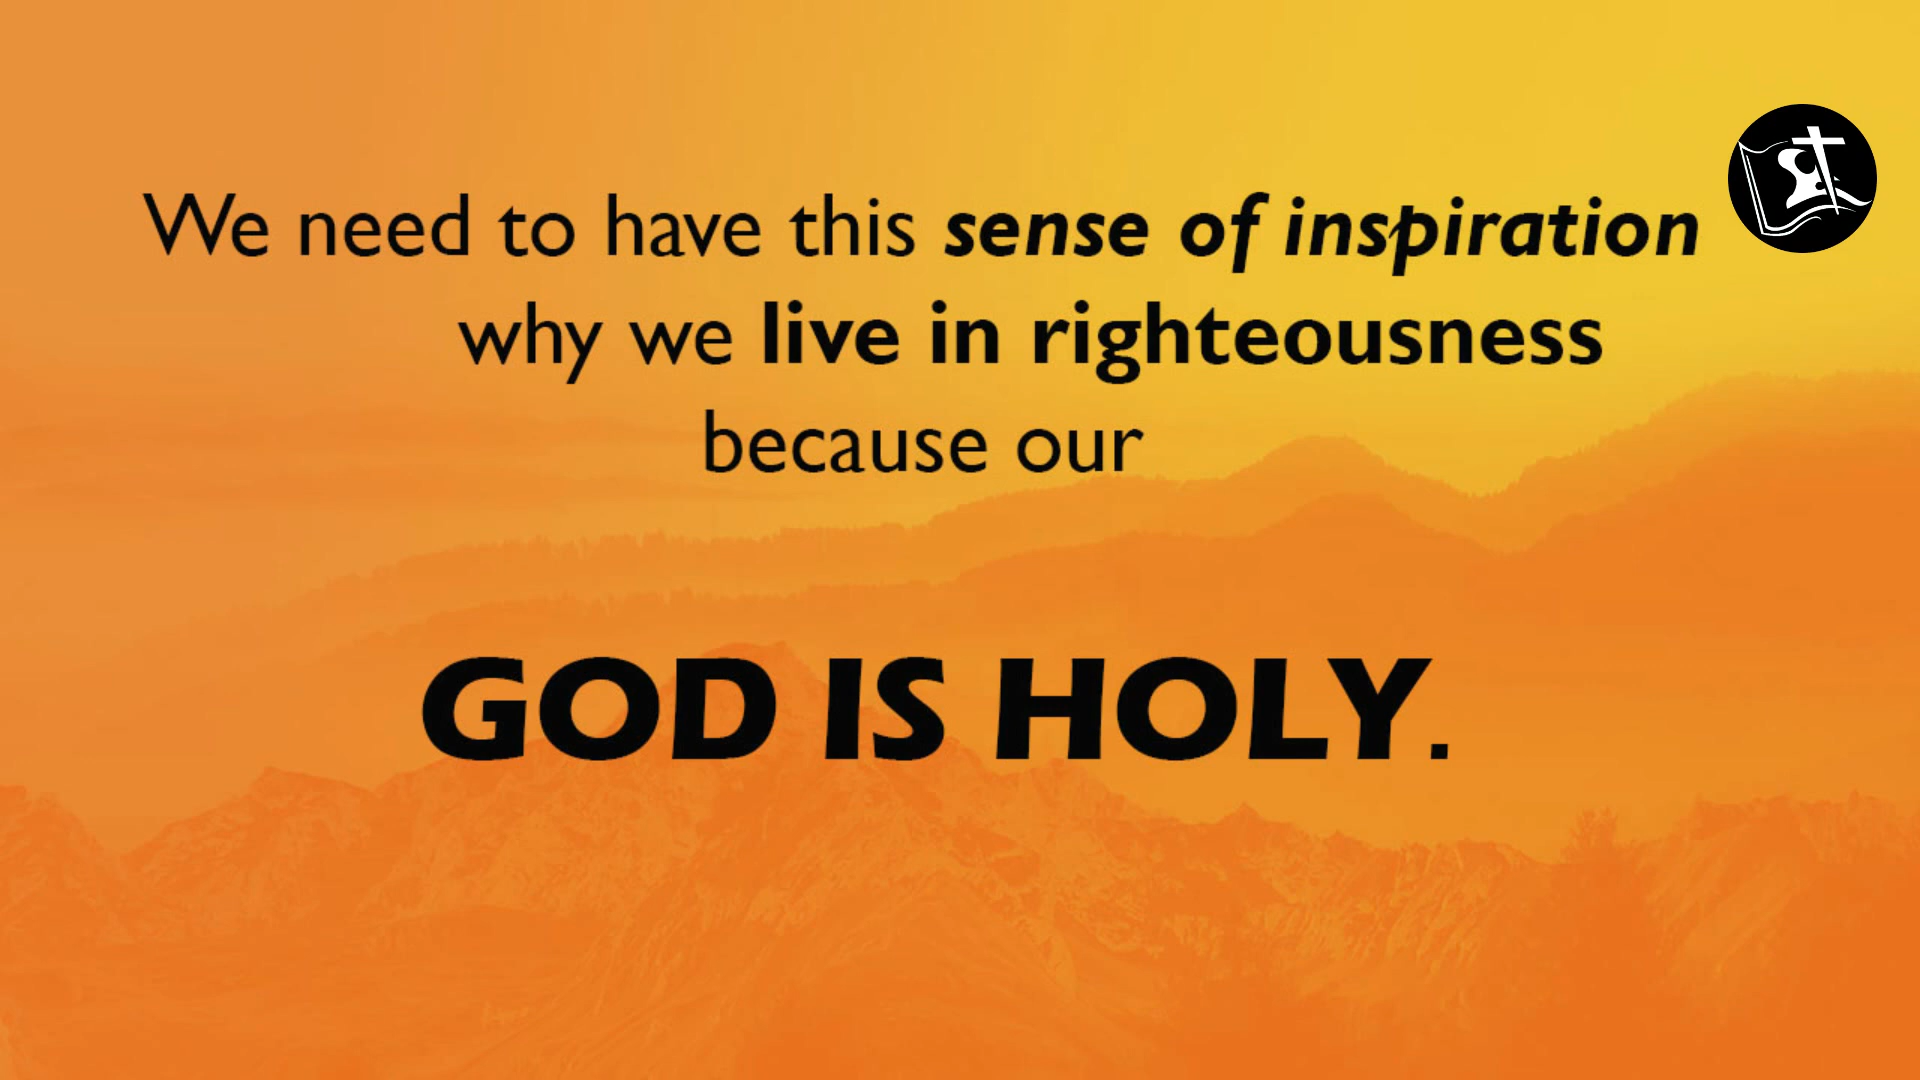 We need to have this sense of inspiration
why we live in righteousness
because our
GOD IS HOLY.